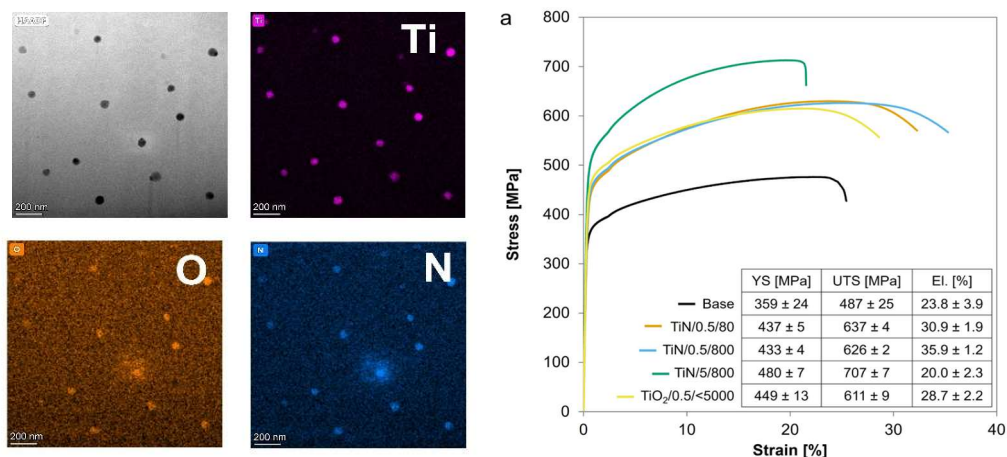 HAADF
200 nm
Ti
Ti
200 nm
O
O
200 nm
N
N
200 nm
a
800
700
600
500
400
300
200
100
0
Stress [MPa]
0 10 20 30 40
Strain [%]
YS [MPa] UTS [MPa] El. [%]
Base 359 ± 24 487 ± 25 23.8 ± 3.9
TiN/0.5/80 437 ± 5 637 ± 4 30.9 ± 1.9
TiN/0.5/800 433 ± 4 626 ± 2 35.9 ± 1.2
TiN/5/800 480 ± 7 707 ± 7 20.0 ± 2.3
TiO₂/0.5/<5000 449 ± 13 611 ± 9 28.7 ± 2.2